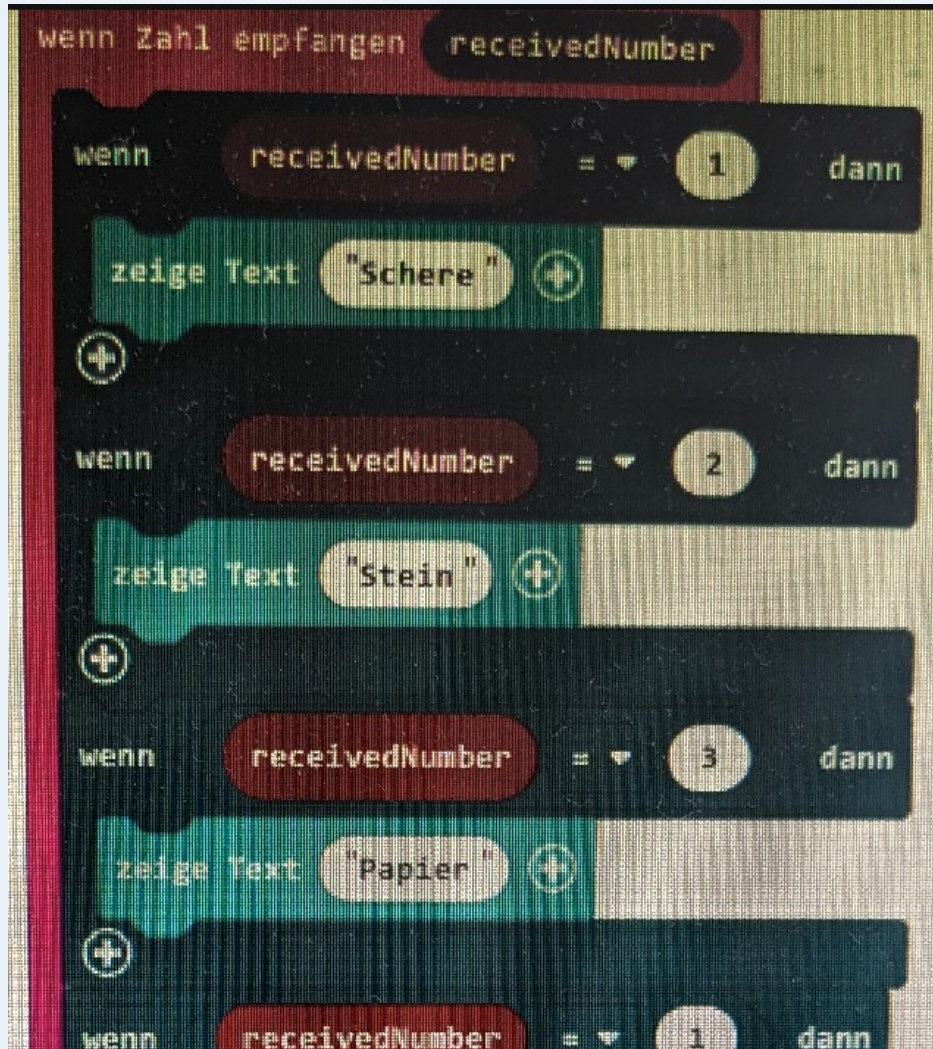 wenn Zahl empfangen receivedNumber
wenn receivedNumber = 1 dann
zeige Text "Schere"
wenn receivedNumber = 2 dann
zeige Text "Stein"
wenn receivedNumber = 3 dann
zeige Text "Papier"
wenn receivedNumber = 1 dann